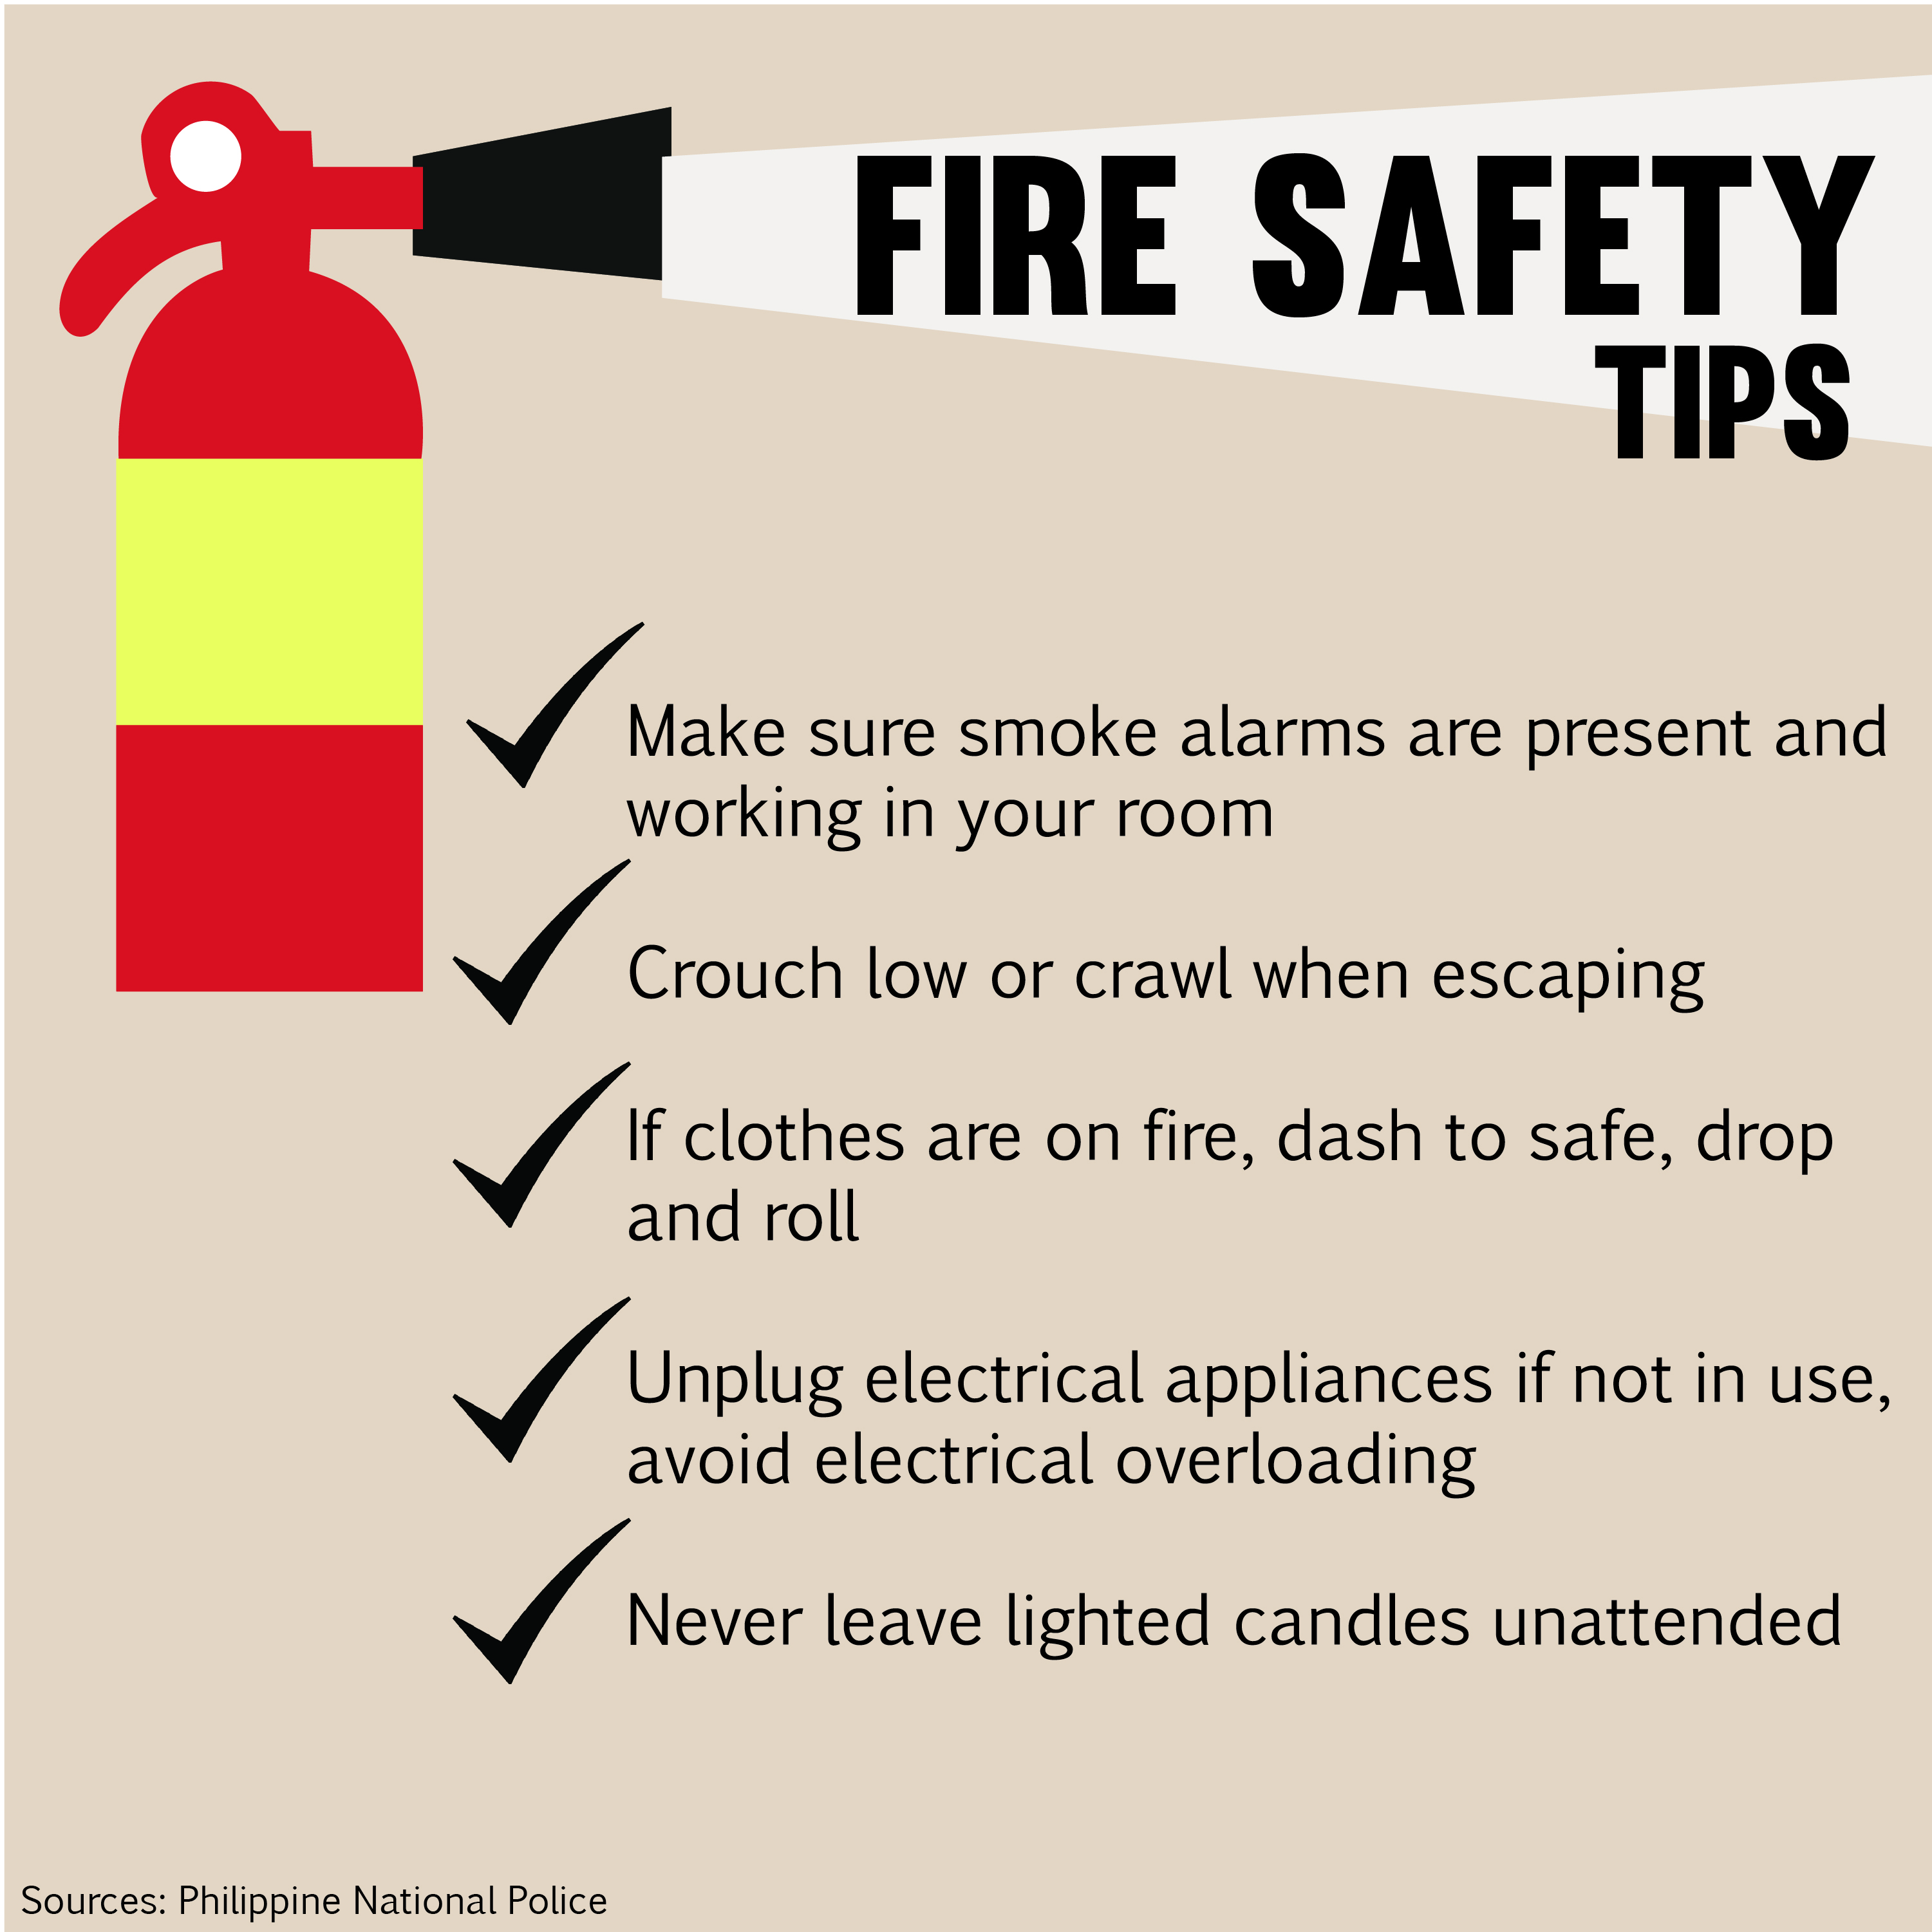 FIRE SAFETY
TIPS
Make sure smoke alarms are present and
working in your room
Crouch low or crawl when escaping
If clothes are on fire, dash to safe, drop
and roll
Unplug electrical appliances if not in use,
avoid electrical overloading
Never leave lighted candles unattended
Sources: Philippine National Police